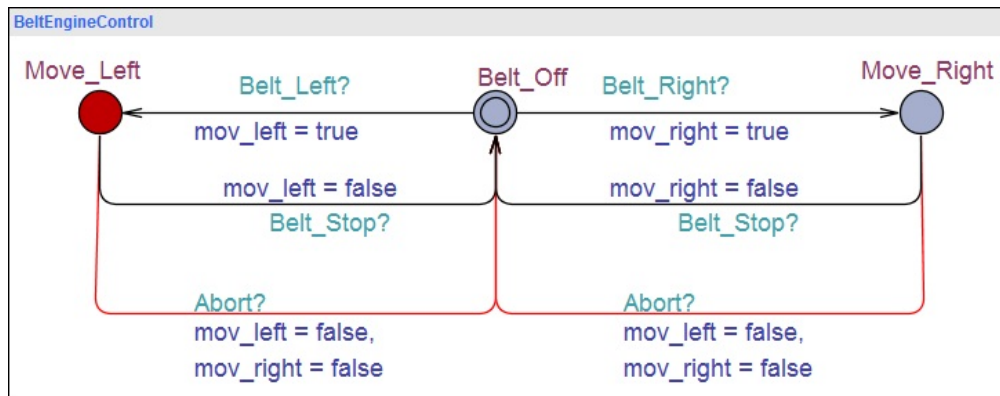 BeltEngineControl
Move_Left
Belt_Left?
Belt_Off
Belt_Right?
Move_Right
mov_left = true
mov_right = true
mov_left = false
mov_right = false
Belt_Stop?
Belt_Stop?
Abort?
Abort?
mov_left = false,
mov_left = false,
mov_right = false
mov_right = false